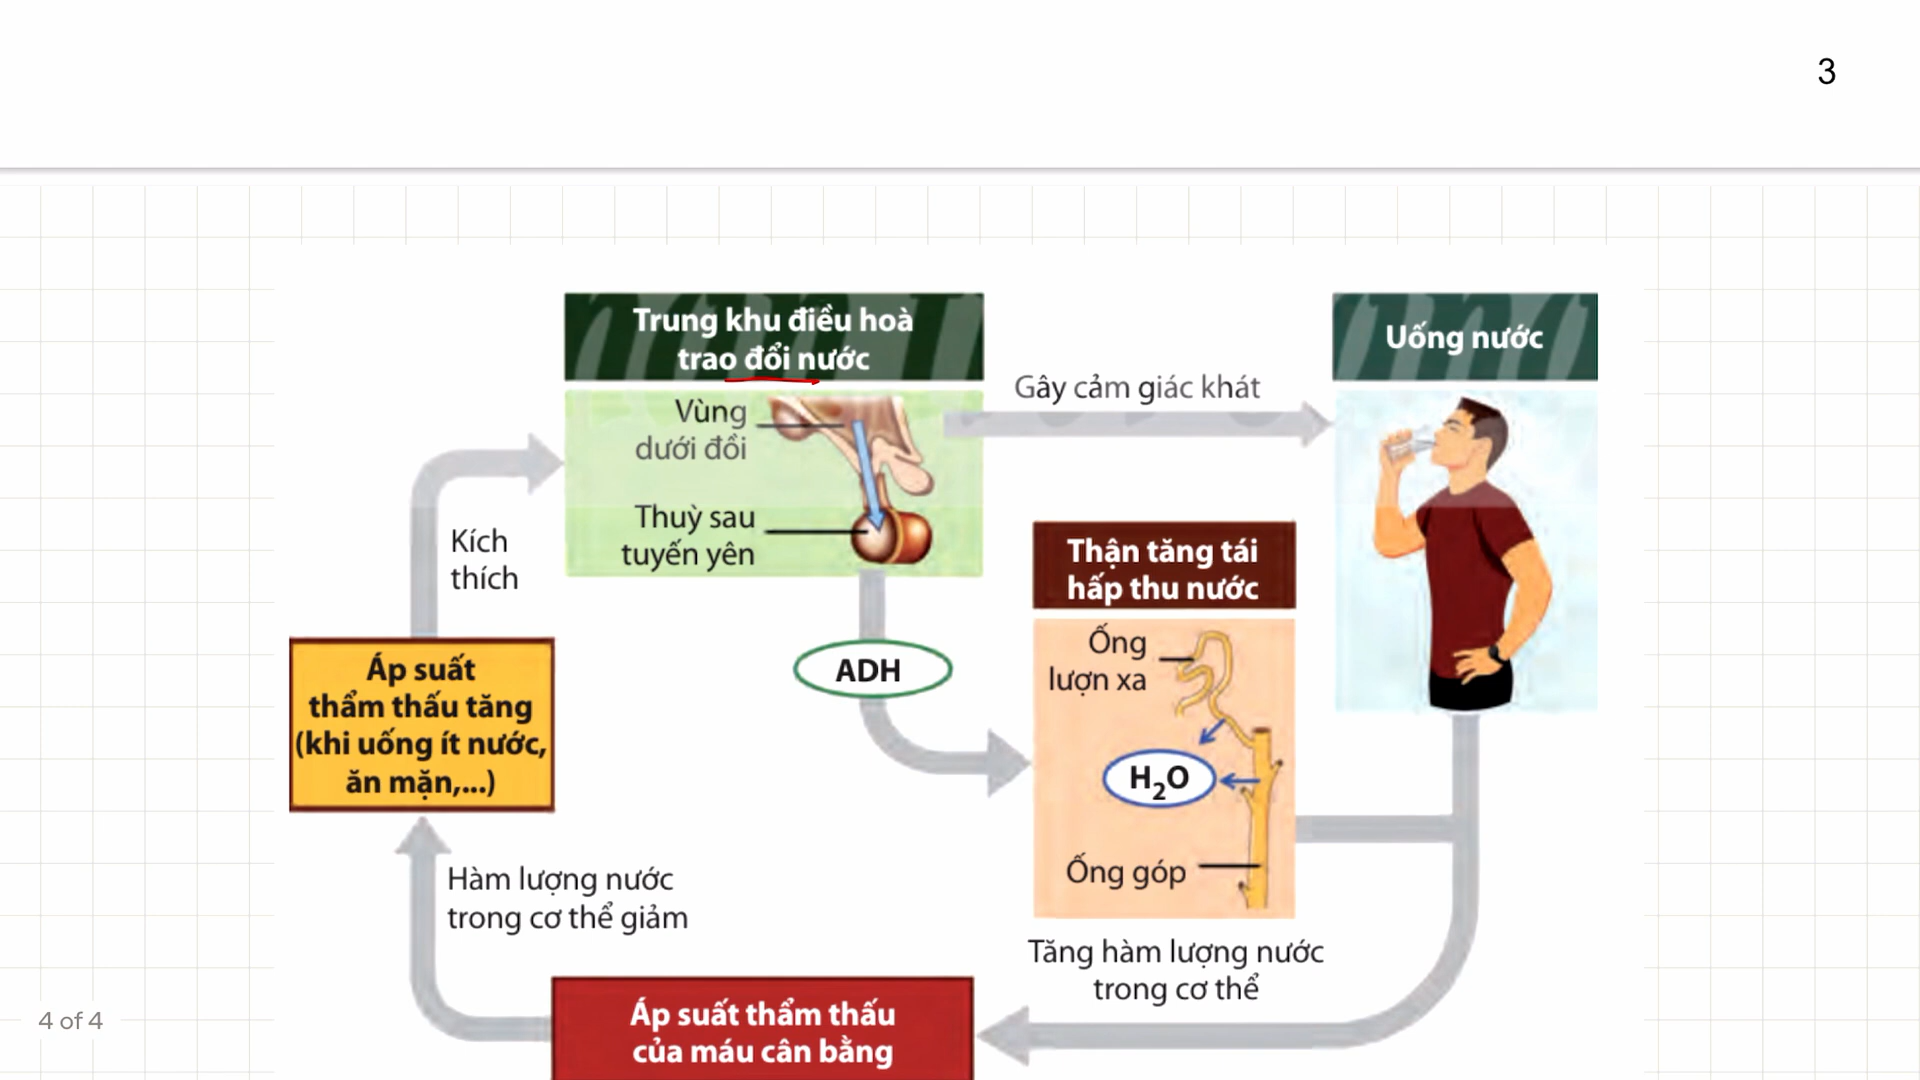 3
Trung khu điều hoà
trao đổi nước
Uống nước
Gây cảm giác khát
Vùng
dưới đồi
Thuỳ sau
tuyến yên
Kích
thích
Thận tăng tái
hấp thu nước
Ống
lượn xa
ADH
Áp suất
thẩm thấu tăng
(khi uống ít nước,
ăn mặn,...)
H₂O
Ống góp
Hàm lượng nước
trong cơ thể giảm
Tăng hàm lượng nước
trong cơ thể
Áp suất thẩm thấu
của máu cân bằng
4 of 4